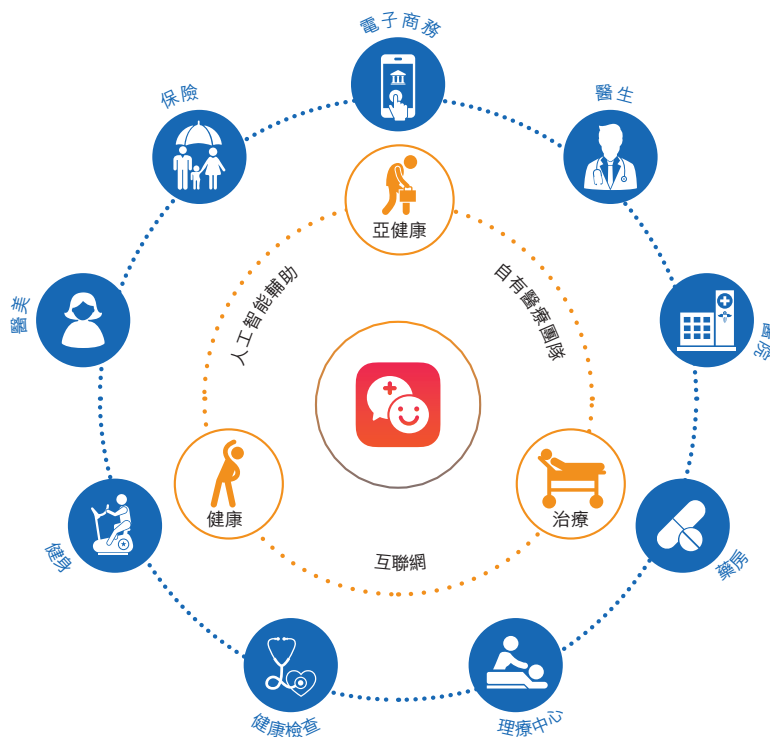 電子商務
醫生
醫院
藥房
理療中心
健康檢查
健身
醫美
保險
亞健康
自有醫療團隊
治療
互聯網
健康
人工智能輔助